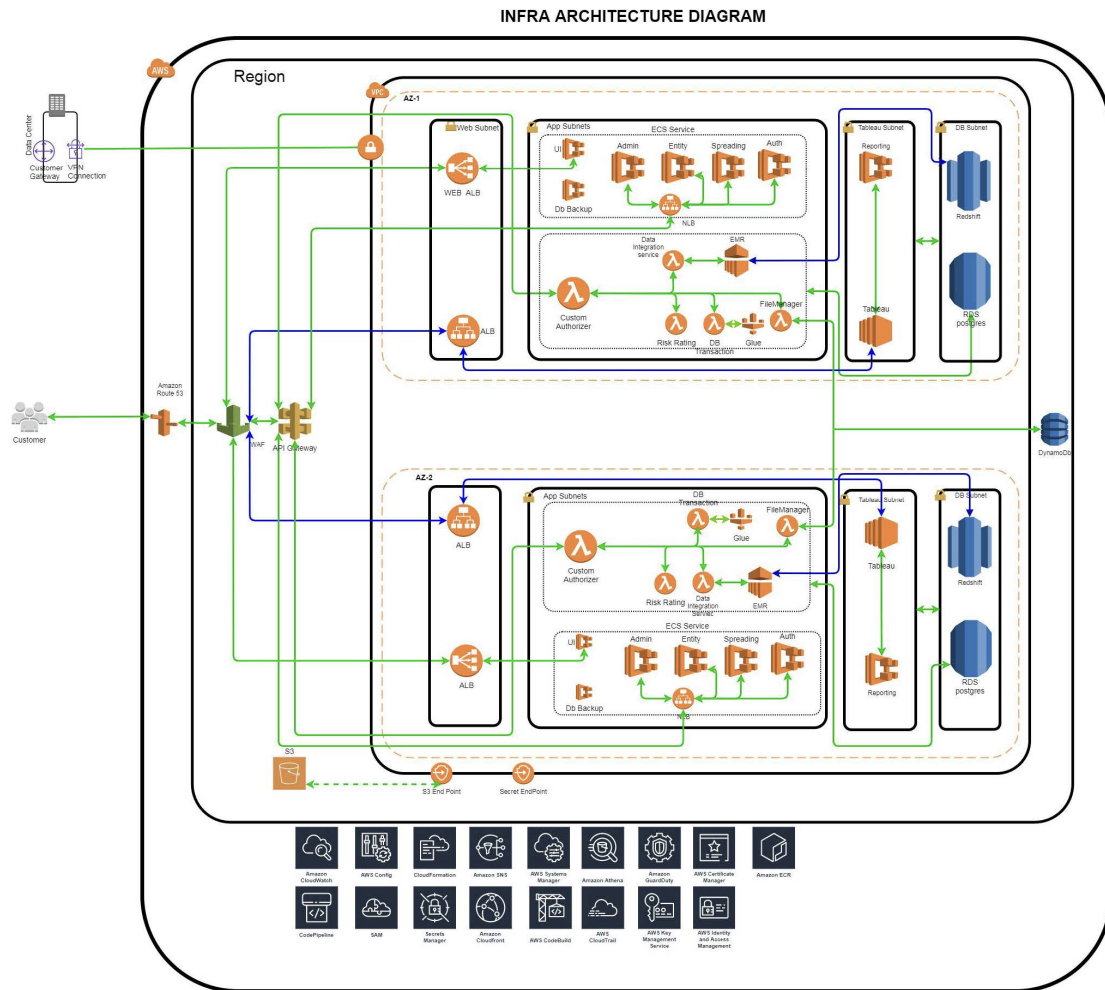 INFRA ARCHITECTURE DIAGRAM
AWS
Region
VPC
AZ-1
Data Center
Customer
Gateway
VPN
Connection
Web Subnet
WEB ALB
ALB
App Subnets
ECS Service
UI
Admin
Entity
Spreading
Auth
Db Backup
NLB
Data
Integration
service
EMR
Custom
Authorizer
FileManager
Risk Rating
DB
Transaction
Glue
Tableau Subnet
Reporting
Tableau
DB Subnet
Redshift
RDS
postgres
Customer
Amazon
Route 53
WAF
API Gateway
DynamoDb
AZ-2
ALB
ALB
App Subnets
DB
Transaction
FileManager
Glue
Custom
Authorizer
Risk Rating
Data
Integration
Service
EMR
ECS Service
UI
Admin
Entity
Spreading
Auth
Db Backup
NLB
Tableau Subnet
Tableau
Reporting
DB Subnet
Redshift
RDS
postgres
S3
S3 End Point
Secret EndPoint
Amazon
CloudWatch
AWS Config
CloudFormation
Amazon SNS
AWS Systems
Manager
Amazon Athena
Amazon
GuardDuty
AWS Certificate
Manager
Amazon ECR
CodePipeline
SAM
Secrets
Manager
Amazon
Cloudfront
AWS CodeBuild
AWS
CloudTrail
AWS Key
Management
Service
AWS Identity
and Access
Management